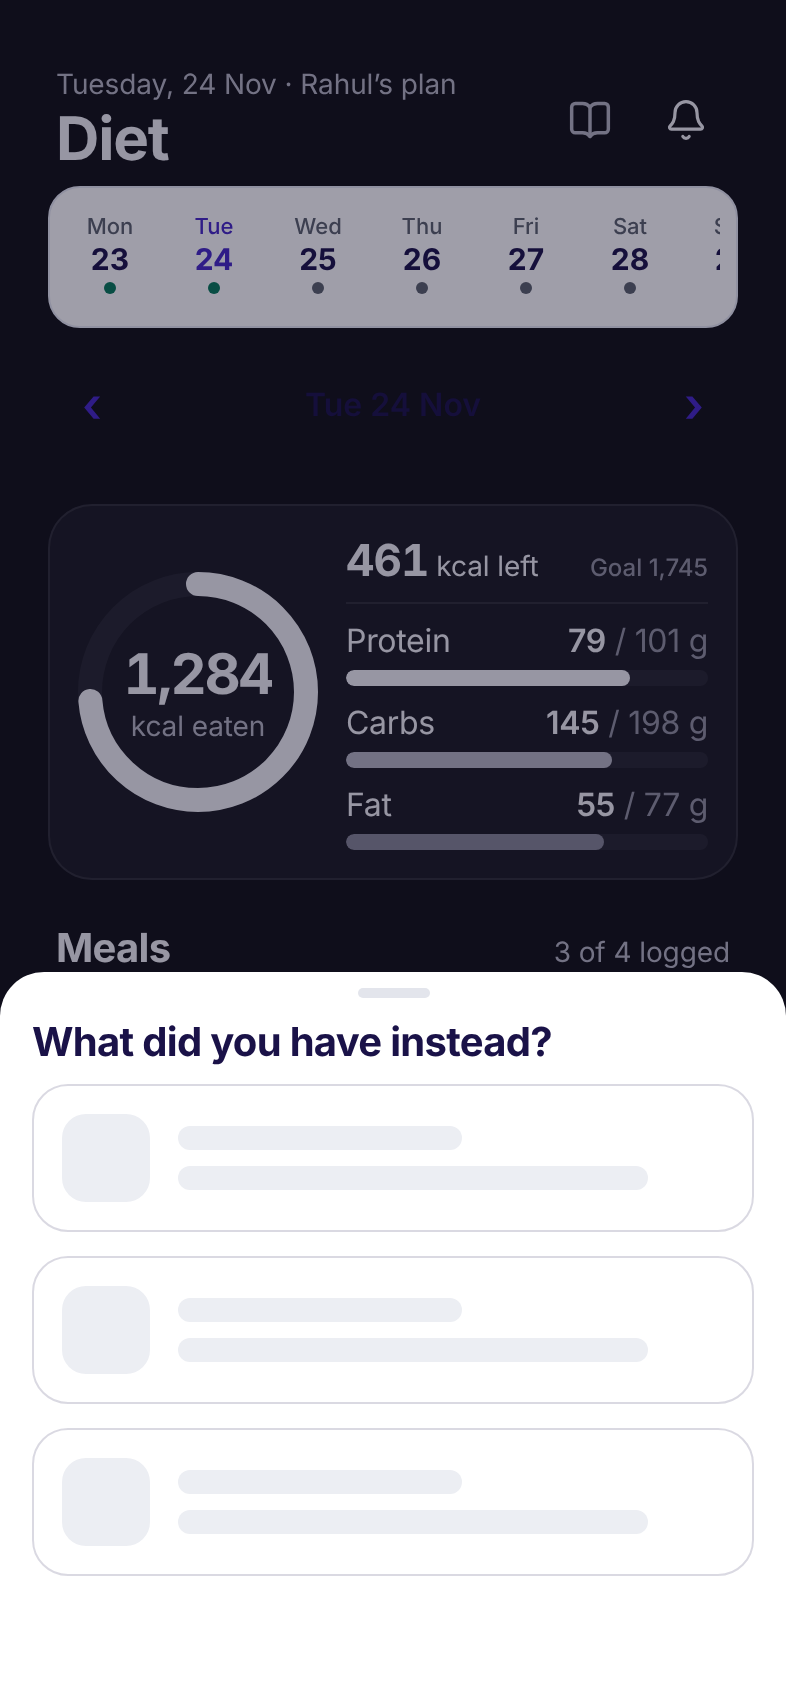 Tuesday, 24 Nov · Rahul’s plan
Diet
Mon Tue Wed Thu Fri Sat
23 24 25 26 27 28
‹ Tue 24 Nov ›
461 kcal left Goal 1,745
1,284
kcal eaten
Protein 79 / 101 g
Carbs 145 / 198 g
Fat 55 / 77 g
Meals 3 of 4 logged
What did you have instead?